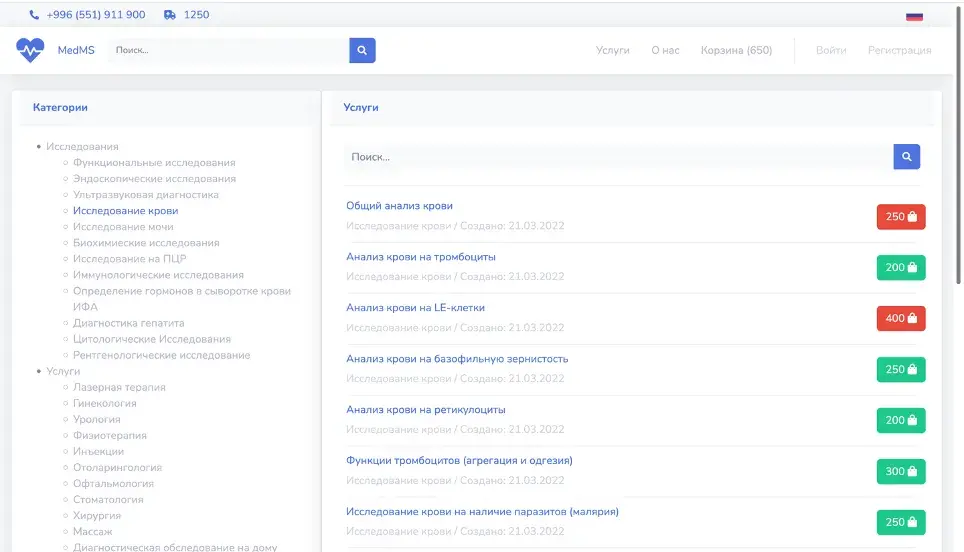 +996 (551) 911 900 1250
MedMS Поиск... Услуги О нас Корзина (650) Войти Регистрация
Категории
Исследования
Функциональные исследования
Эндоскопические исследования
Ультразвуковая диагностика
Исследование крови
Исследование мочи
Биохимиеские исследования
Исследование на ПЦР
Иммунологические исследования
Определение гормонов в сыворотке крови
ИФА
Диагностика гепатита
Цитологические Исследования
Рентгенологические исследование
Услуги
Лазерная терапия
Гинекология
Урология
Физиотерапия
Инъекции
Отоларингология
Офтальмология
Стоматология
Хирургия
Массаж
Диагностическая обследование на дому
Услуги
Поиск...
Общий анализ крови
Исследование крови / Создано: 21.03.2022
250
Анализ крови на тромбоциты
Исследование крови / Создано: 21.03.2022
200
Анализ крови на LE-клетки
Исследование крови / Создано: 21.03.2022
400
Анализ крови на базофильную зернистость
Исследование крови / Создано: 21.03.2022
250
Анализ крови на ретикулоциты
Исследование крови / Создано: 21.03.2022
200
Функции тромбоцитов (агрегация и одгезия)
Исследование крови / Создано: 21.03.2022
300
Исследование крови на наличие паразитов (малярия)
Исследование крови / Создано: 21.03.2022
250